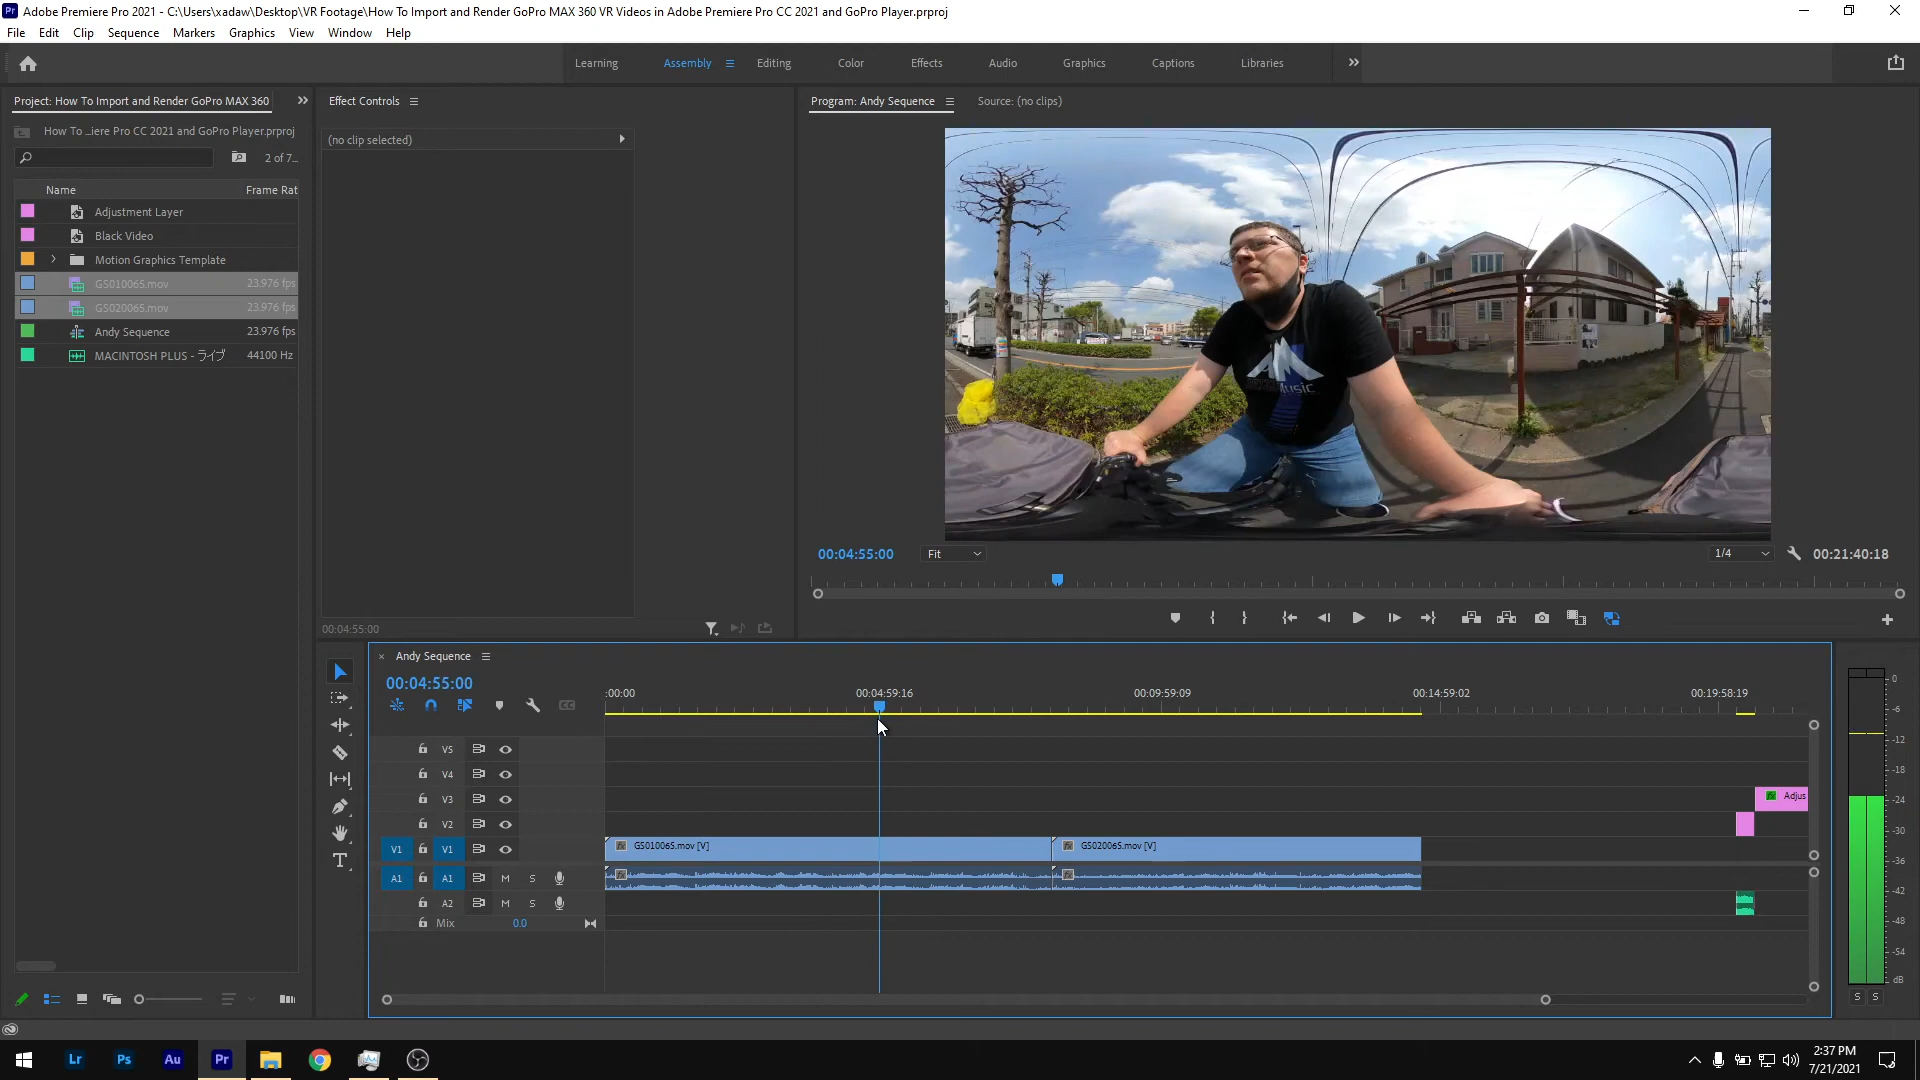 Pr Adobe Premiere Pro 2021 - C:\Users\xadaw\Desktop\VR Footage\How To Import and Render GoPro MAX 360 VR Videos in Adobe Premiere Pro CC 2021 and GoPro Player.prproj
File Edit Clip Sequence Markers Graphics View Window Help
Learning Assembly Editing Color Effects Audio Graphics Captions Libraries
Project: How To Import and Render GoPro MAX 360
Effect Controls
Program: Andy Sequence
Source: (no clips)
How To ...iere Pro CC 2021 and GoPro Player.prproj
(no clip selected)
2 of 7...
Name Frame Rat
Adjustment Layer
Black Video
Motion Graphics Template
GS010065.mov 23.976 fps
GS020065.mov 23.976 fps
Andy Sequence 23.976 fps
MACINTOSH PLUS - ライブ 44100 Hz
AM
Music
00:04:55:00 Fit 1/4 00:21:40:18
00:04:55:00
Andy Sequence
00:04:55:00
:00:00 00:04:59:16 00:09:59:09 00:14:59:02 00:19:58:19
V5
V4
V3 fx Adjus
V2
V1 V1 fx GS010065.mov [V] fx GS020065.mov [V]
A1 A1 M S fx fx
A2 M S
Mix 0.0
0
-6
-12
-18
-24
-30
-36
-42
-48
-54
dB
S S
Lr Ps Au Pr
2:37 PM
7/21/2021